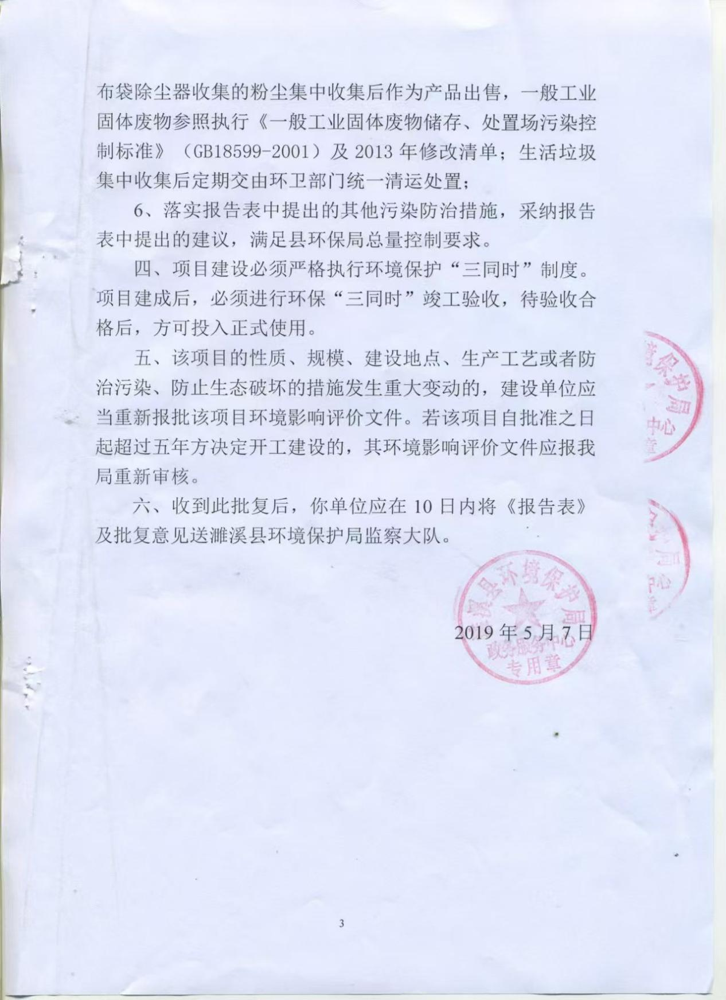 布袋除尘器收集的粉尘集中收集后作为产品出售，一般工业
固体废物参照执行《一般工业固体废物储存、处置场污染控
制标准》（GB18599-2001）及 2013 年修改清单；生活垃圾
集中收集后定期交由环卫部门统一清运处置；
6、落实报告表中提出的其他污染防治措施，采纳报告
表中提出的建议，满足县环保局总量控制要求。
四、项目建设必须严格执行环境保护“三同时”制度。
项目建成后，必须进行环保“三同时”竣工验收，待验收合
格后，方可投入正式使用。
五、该项目的性质、规模、建设地点、生产工艺或者防
治污染、防止生态破坏的措施发生重大变动的，建设单位应
当重新报批该项目环境影响评价文件。若该项目自批准之日
起超过五年方决定开工建设的，其环境影响评价文件应报我
局重新审核。
六、收到此批复后，你单位应在 10 日内将《报告表》
及批复意见送濉溪县环境保护局监察大队。
境保护局
中心
章
局
心
章
县环境保护局
2019 年 5 月 7 日
政务服务中心
专用章
3